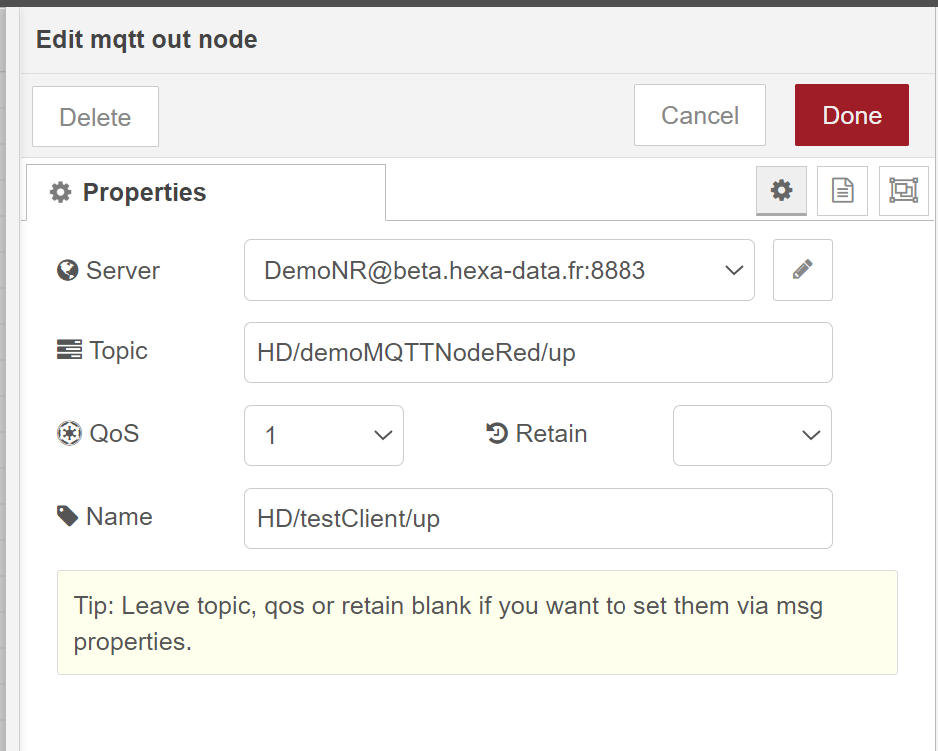 Edit mqtt out node
Delete
Cancel
Done
Properties
Server
DemoNR@beta.hexa-data.fr:8883
Topic
HD/demoMQTTNodeRed/up
QoS
1
Retain
Name
HD/testClient/up
Tip: Leave topic, qos or retain blank if you want to set them via msg
properties.